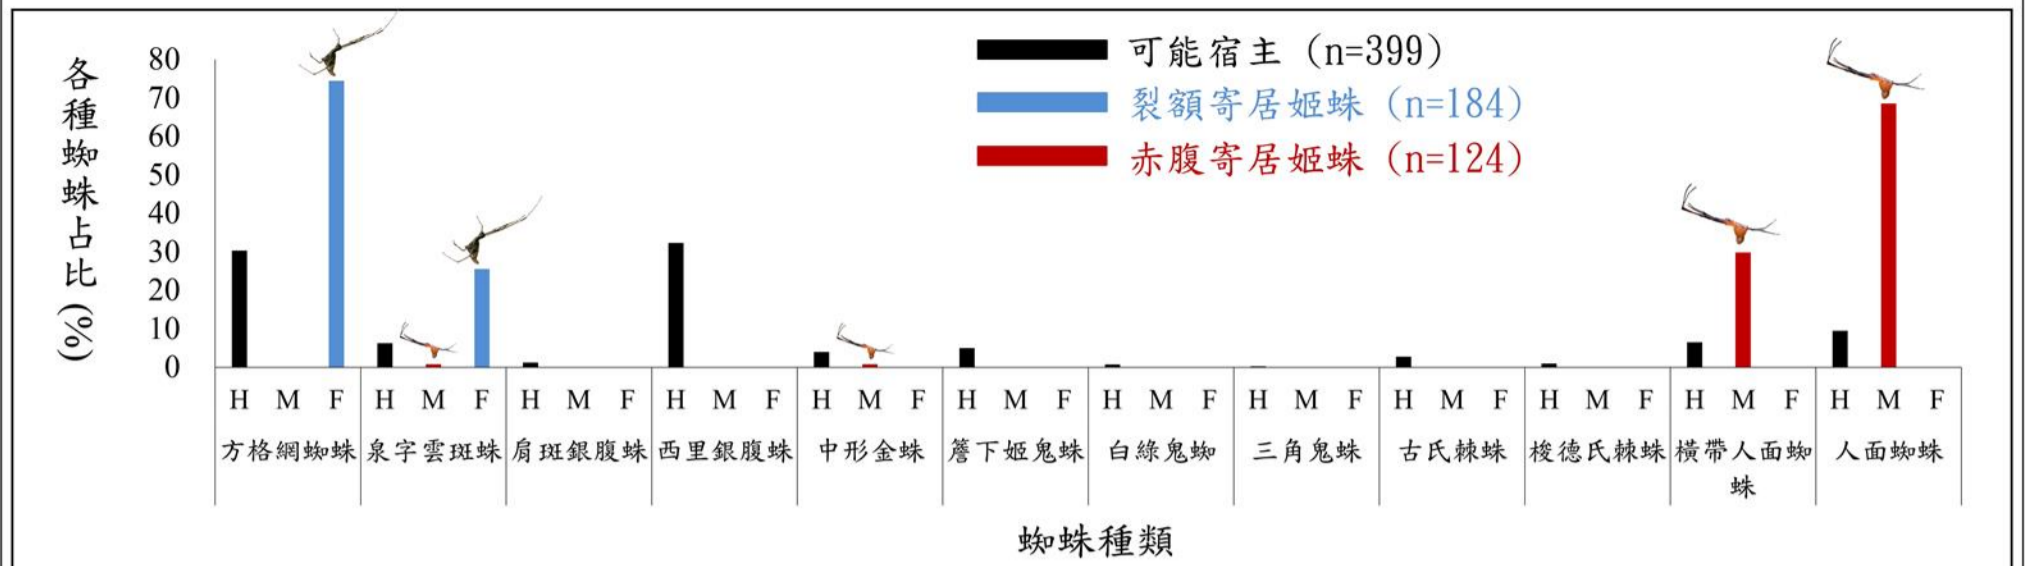 各種蜘蛛占比(%)
80
70
60
50
40
30
20
10
0
可能宿主 (n=399)
裂額寄居姬蛛 (n=184)
赤腹寄居姬蛛 (n=124)
H M F H M F H M F H M F H M F H M F H M F H M F H M F H M F H M F H M F
方格網蜘蛛 泉字雲斑蛛 肩斑銀腹蛛 西里銀腹蛛 中形金蛛 簷下姬鬼蛛 白綠鬼蜘 三角鬼蛛 古氏棘蛛 梭德氏棘蛛 橫帶人面蜘 人面蜘蛛
蛛
蜘蛛種類